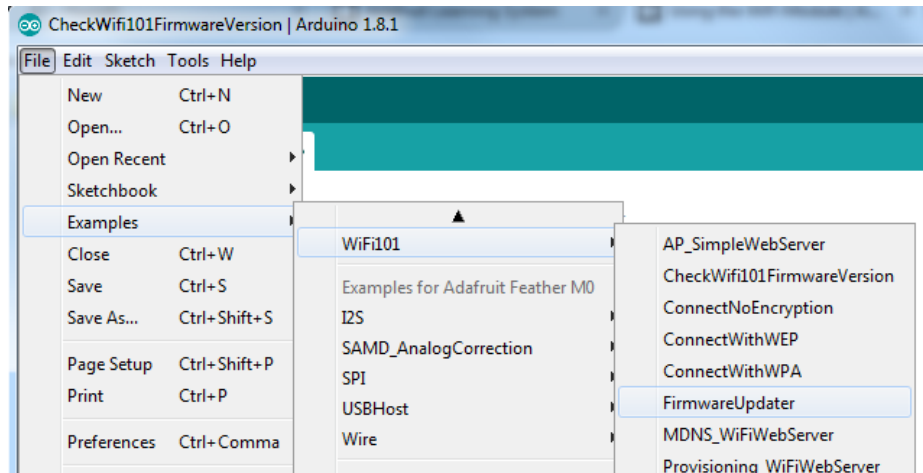 CheckWifi101FirmwareVersion | Arduino 1.8.1
File Edit Sketch Tools Help
New Ctrl+N
Open... Ctrl+O
Open Recent
Sketchbook
Examples
Close Ctrl+W
Save Ctrl+S
Save As... Ctrl+Shift+S
Page Setup Ctrl+Shift+P
Print Ctrl+P
Preferences Ctrl+Comma
WiFi101
Examples for Adafruit Feather M0
I2S
SAMD_AnalogCorrection
SPI
USBHost
Wire
AP_SimpleWebServer
CheckWifi101FirmwareVersion
ConnectNoEncryption
ConnectWithWEP
ConnectWithWPA
FirmwareUpdater
MDNS_WiFiWebServer
Provisioning_WiFiWebServer